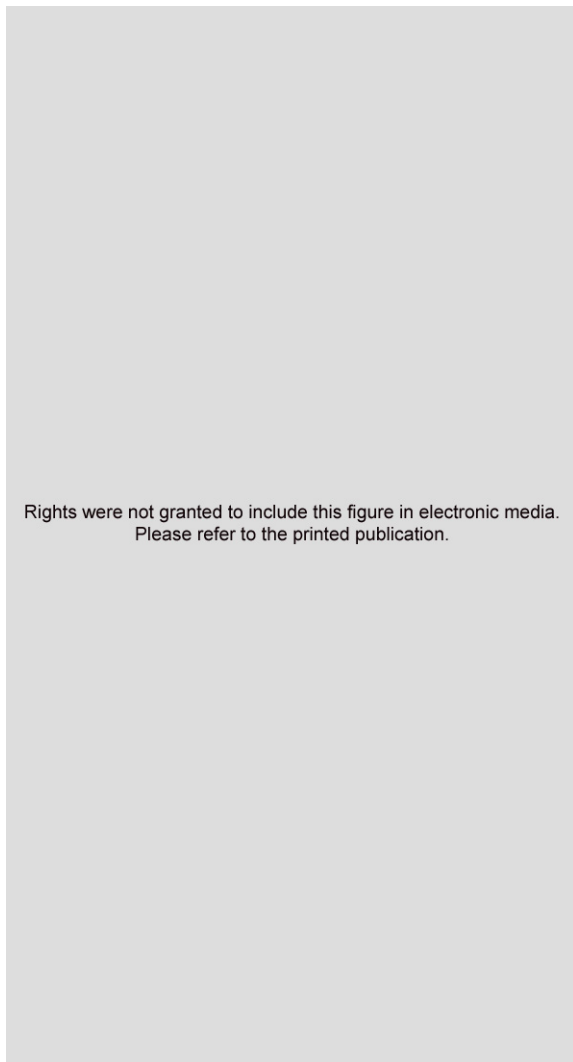 Rights were not granted to include this figure in electronic media.
Please refer to the printed publication.